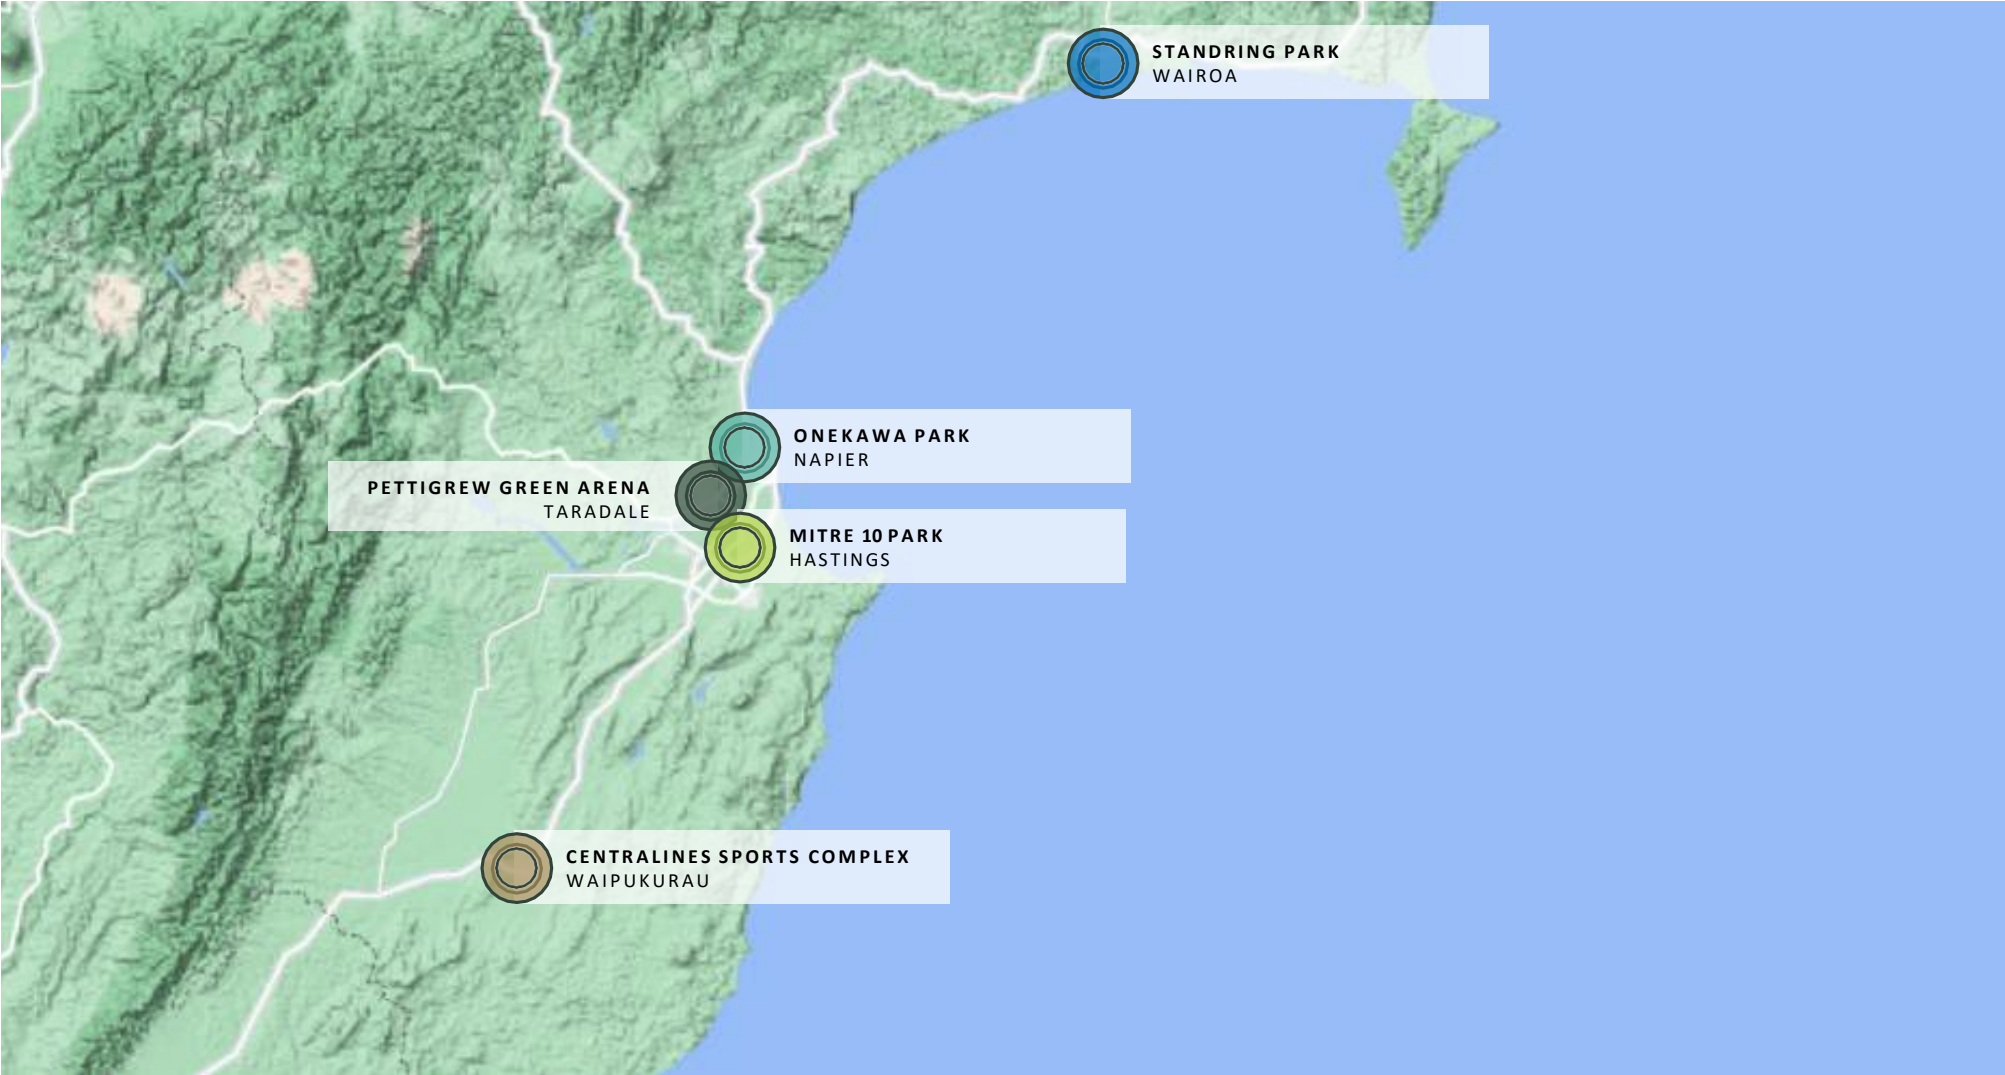 STANDRING PARK
WAIROA
ONEKAWA PARK
NAPIER
PETTIGREW GREEN ARENA
TARADALE
MITRE 10 PARK
HASTINGS
CENTRALINES SPORTS COMPLEX
WAIPUKURAU